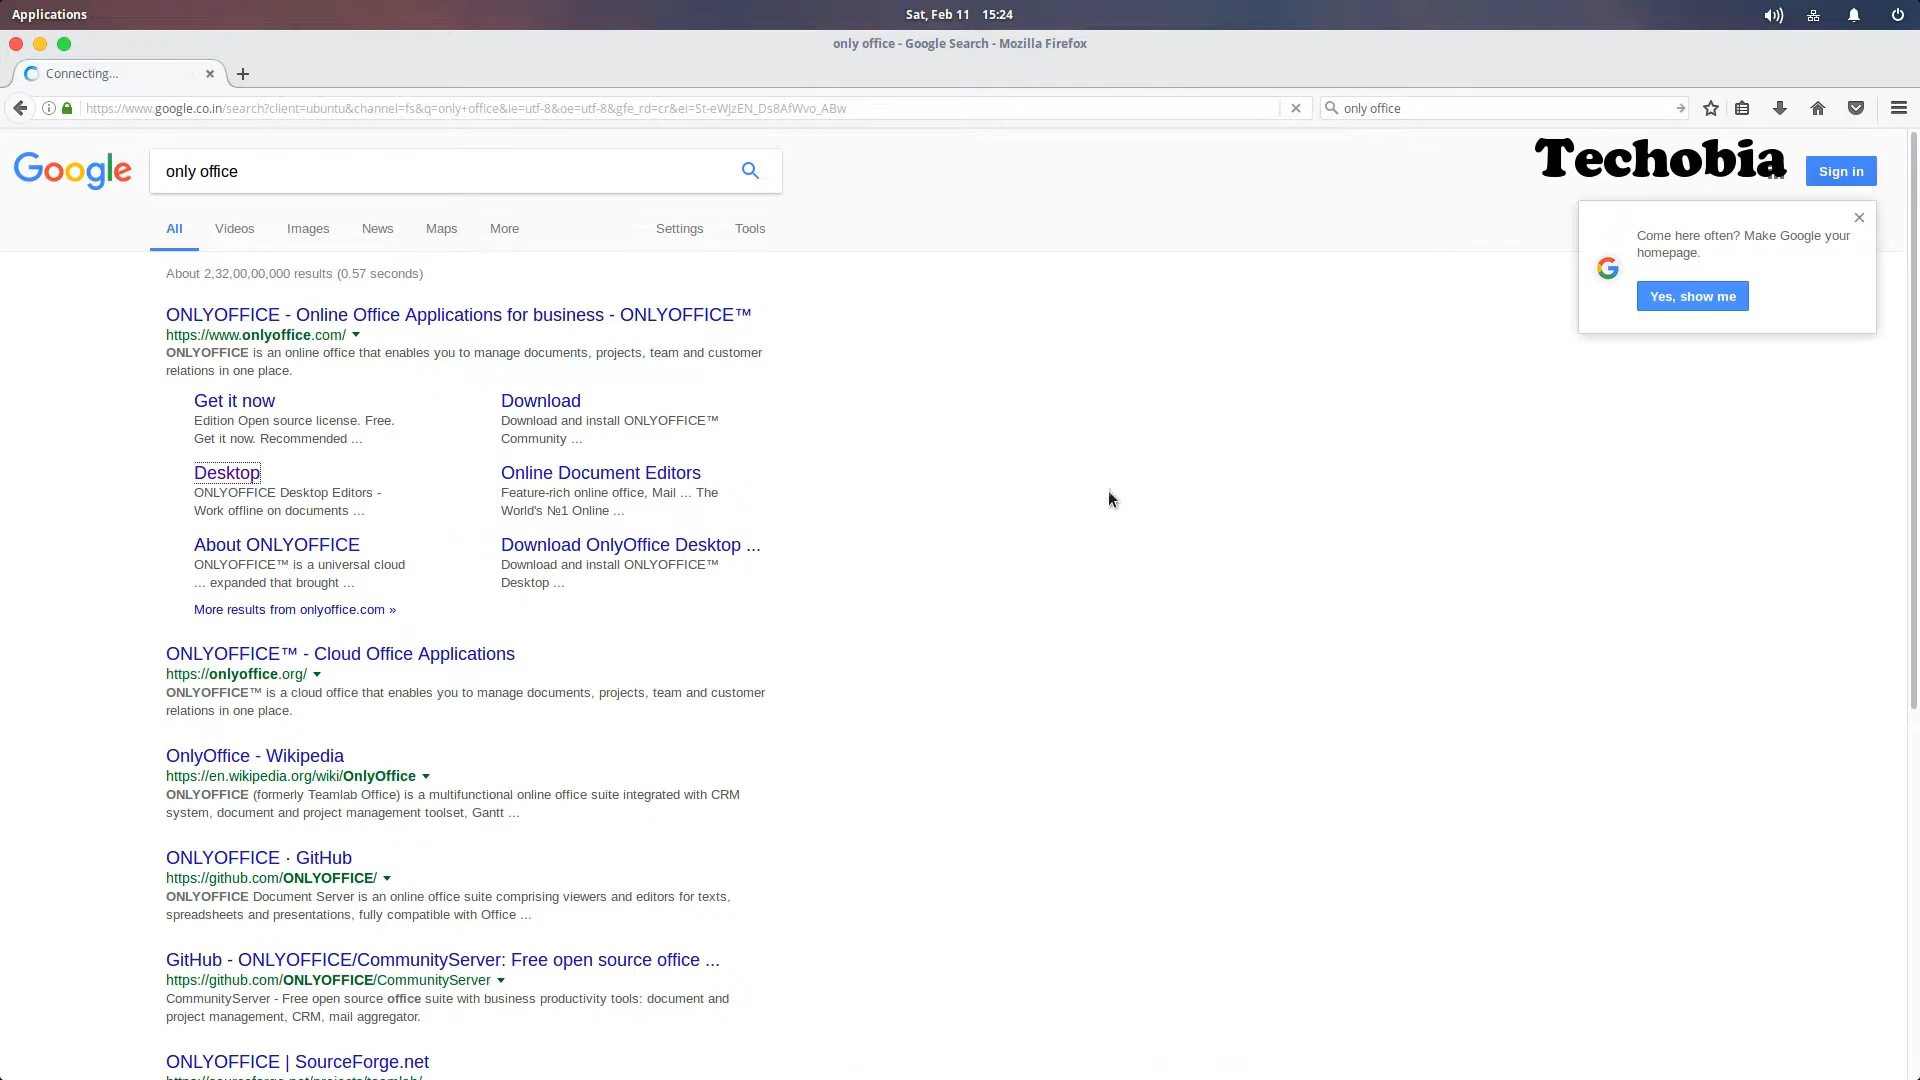 Applications
Sat, Feb 11 15:24
only office - Google Search - Mozilla Firefox
Connecting...
https://www.google.co.in/search?client=ubuntu&channel=fs&q=only+office&ie=utf-8&oe=utf-8&gfe_rd=cr&ei=St-eWJzEN_Ds8AfWvo_ABw
only office
Google
only office
Techobia
Sign in
All Videos Images News Maps More Settings Tools
Come here often? Make Google your
homepage.
Yes, show me
About 2,32,00,00,000 results (0.57 seconds)
ONLYOFFICE - Online Office Applications for business - ONLYOFFICE™
https://www.onlyoffice.com/
ONLYOFFICE is an online office that enables you to manage documents, projects, team and customer
relations in one place.
Get it now
Edition Open source license. Free.
Get it now. Recommended ...
Download
Download and install ONLYOFFICE™
Community ...
Desktop
ONLYOFFICE Desktop Editors -
Work offline on documents ...
Online Document Editors
Feature-rich online office, Mail ... The
World's №1 Online ...
About ONLYOFFICE
ONLYOFFICE™ is a universal cloud
... expanded that brought ...
Download OnlyOffice Desktop ...
Download and install ONLYOFFICE™
Desktop ...
More results from onlyoffice.com »
ONLYOFFICE™ - Cloud Office Applications
https://onlyoffice.org/
ONLYOFFICE™ is a cloud office that enables you to manage documents, projects, team and customer
relations in one place.
OnlyOffice - Wikipedia
https://en.wikipedia.org/wiki/OnlyOffice
ONLYOFFICE (formerly Teamlab Office) is a multifunctional online office suite integrated with CRM
system, document and project management toolset, Gantt ...
ONLYOFFICE · GitHub
https://github.com/ONLYOFFICE/
ONLYOFFICE Document Server is an online office suite comprising viewers and editors for texts,
spreadsheets and presentations, fully compatible with Office ...
GitHub - ONLYOFFICE/CommunityServer: Free open source office ...
https://github.com/ONLYOFFICE/CommunityServer
CommunityServer - Free open source office suite with business productivity tools: document and
project management, CRM, mail aggregator.
ONLYOFFICE | SourceForge.net